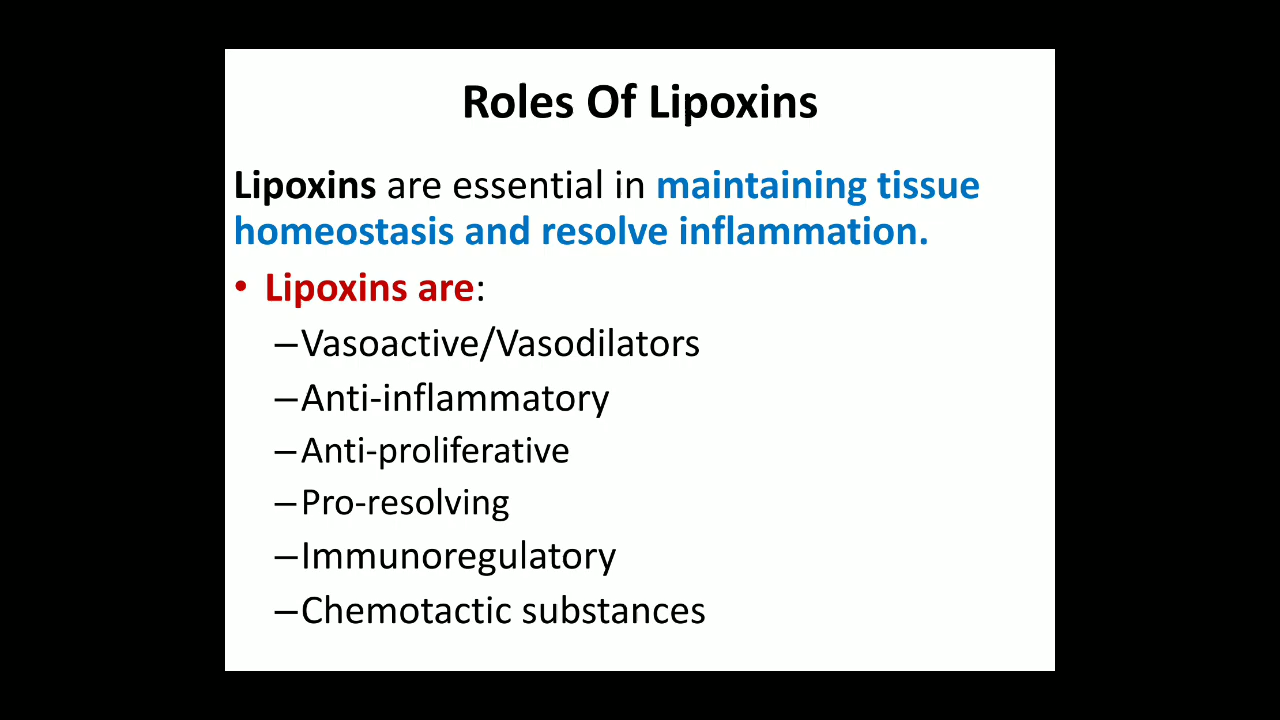 Roles Of Lipoxins
Lipoxins are essential in maintaining tissue
homeostasis and resolve inflammation.
• Lipoxins are:
–Vasoactive/Vasodilators
–Anti-inflammatory
–Anti-proliferative
–Pro-resolving
–Immunoregulatory
–Chemotactic substances